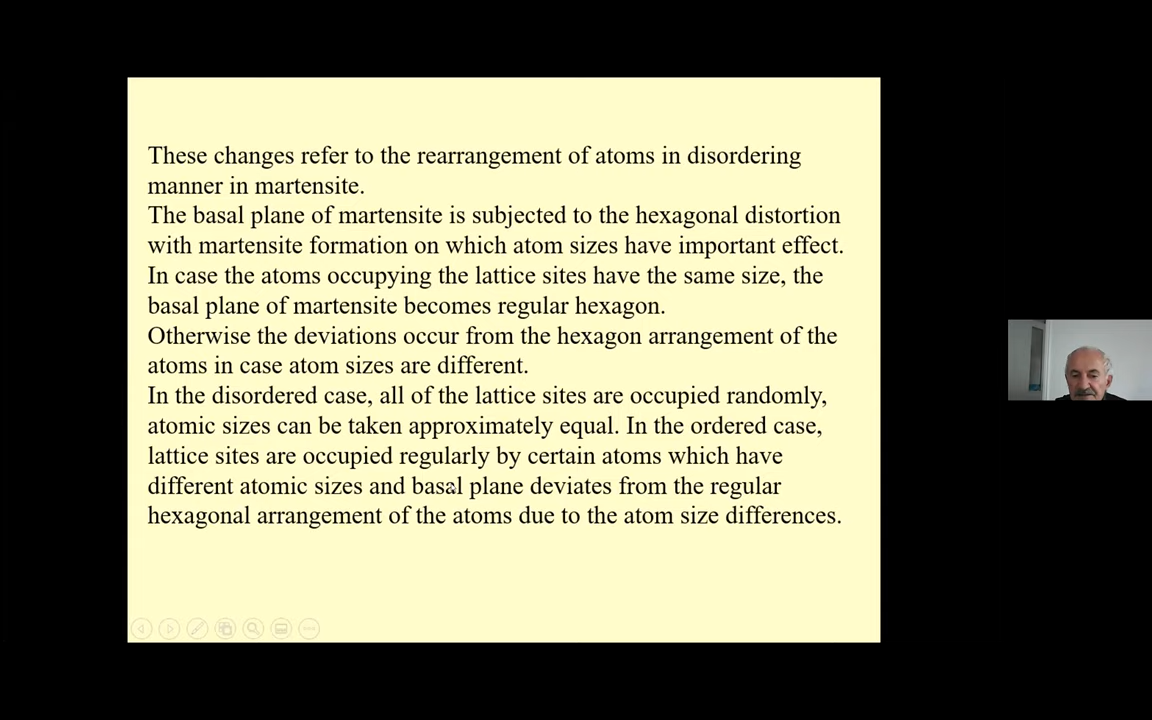 These changes refer to the rearrangement of atoms in disordering
manner in martensite.
The basal plane of martensite is subjected to the hexagonal distortion
with martensite formation on which atom sizes have important effect.
In case the atoms occupying the lattice sites have the same size, the
basal plane of martensite becomes regular hexagon.
Otherwise the deviations occur from the hexagon arrangement of the
atoms in case atom sizes are different.
In the disordered case, all of the lattice sites are occupied randomly,
atomic sizes can be taken approximately equal. In the ordered case,
lattice sites are occupied regularly by certain atoms which have
different atomic sizes and basal plane deviates from the regular
hexagonal arrangement of the atoms due to the atom size differences.